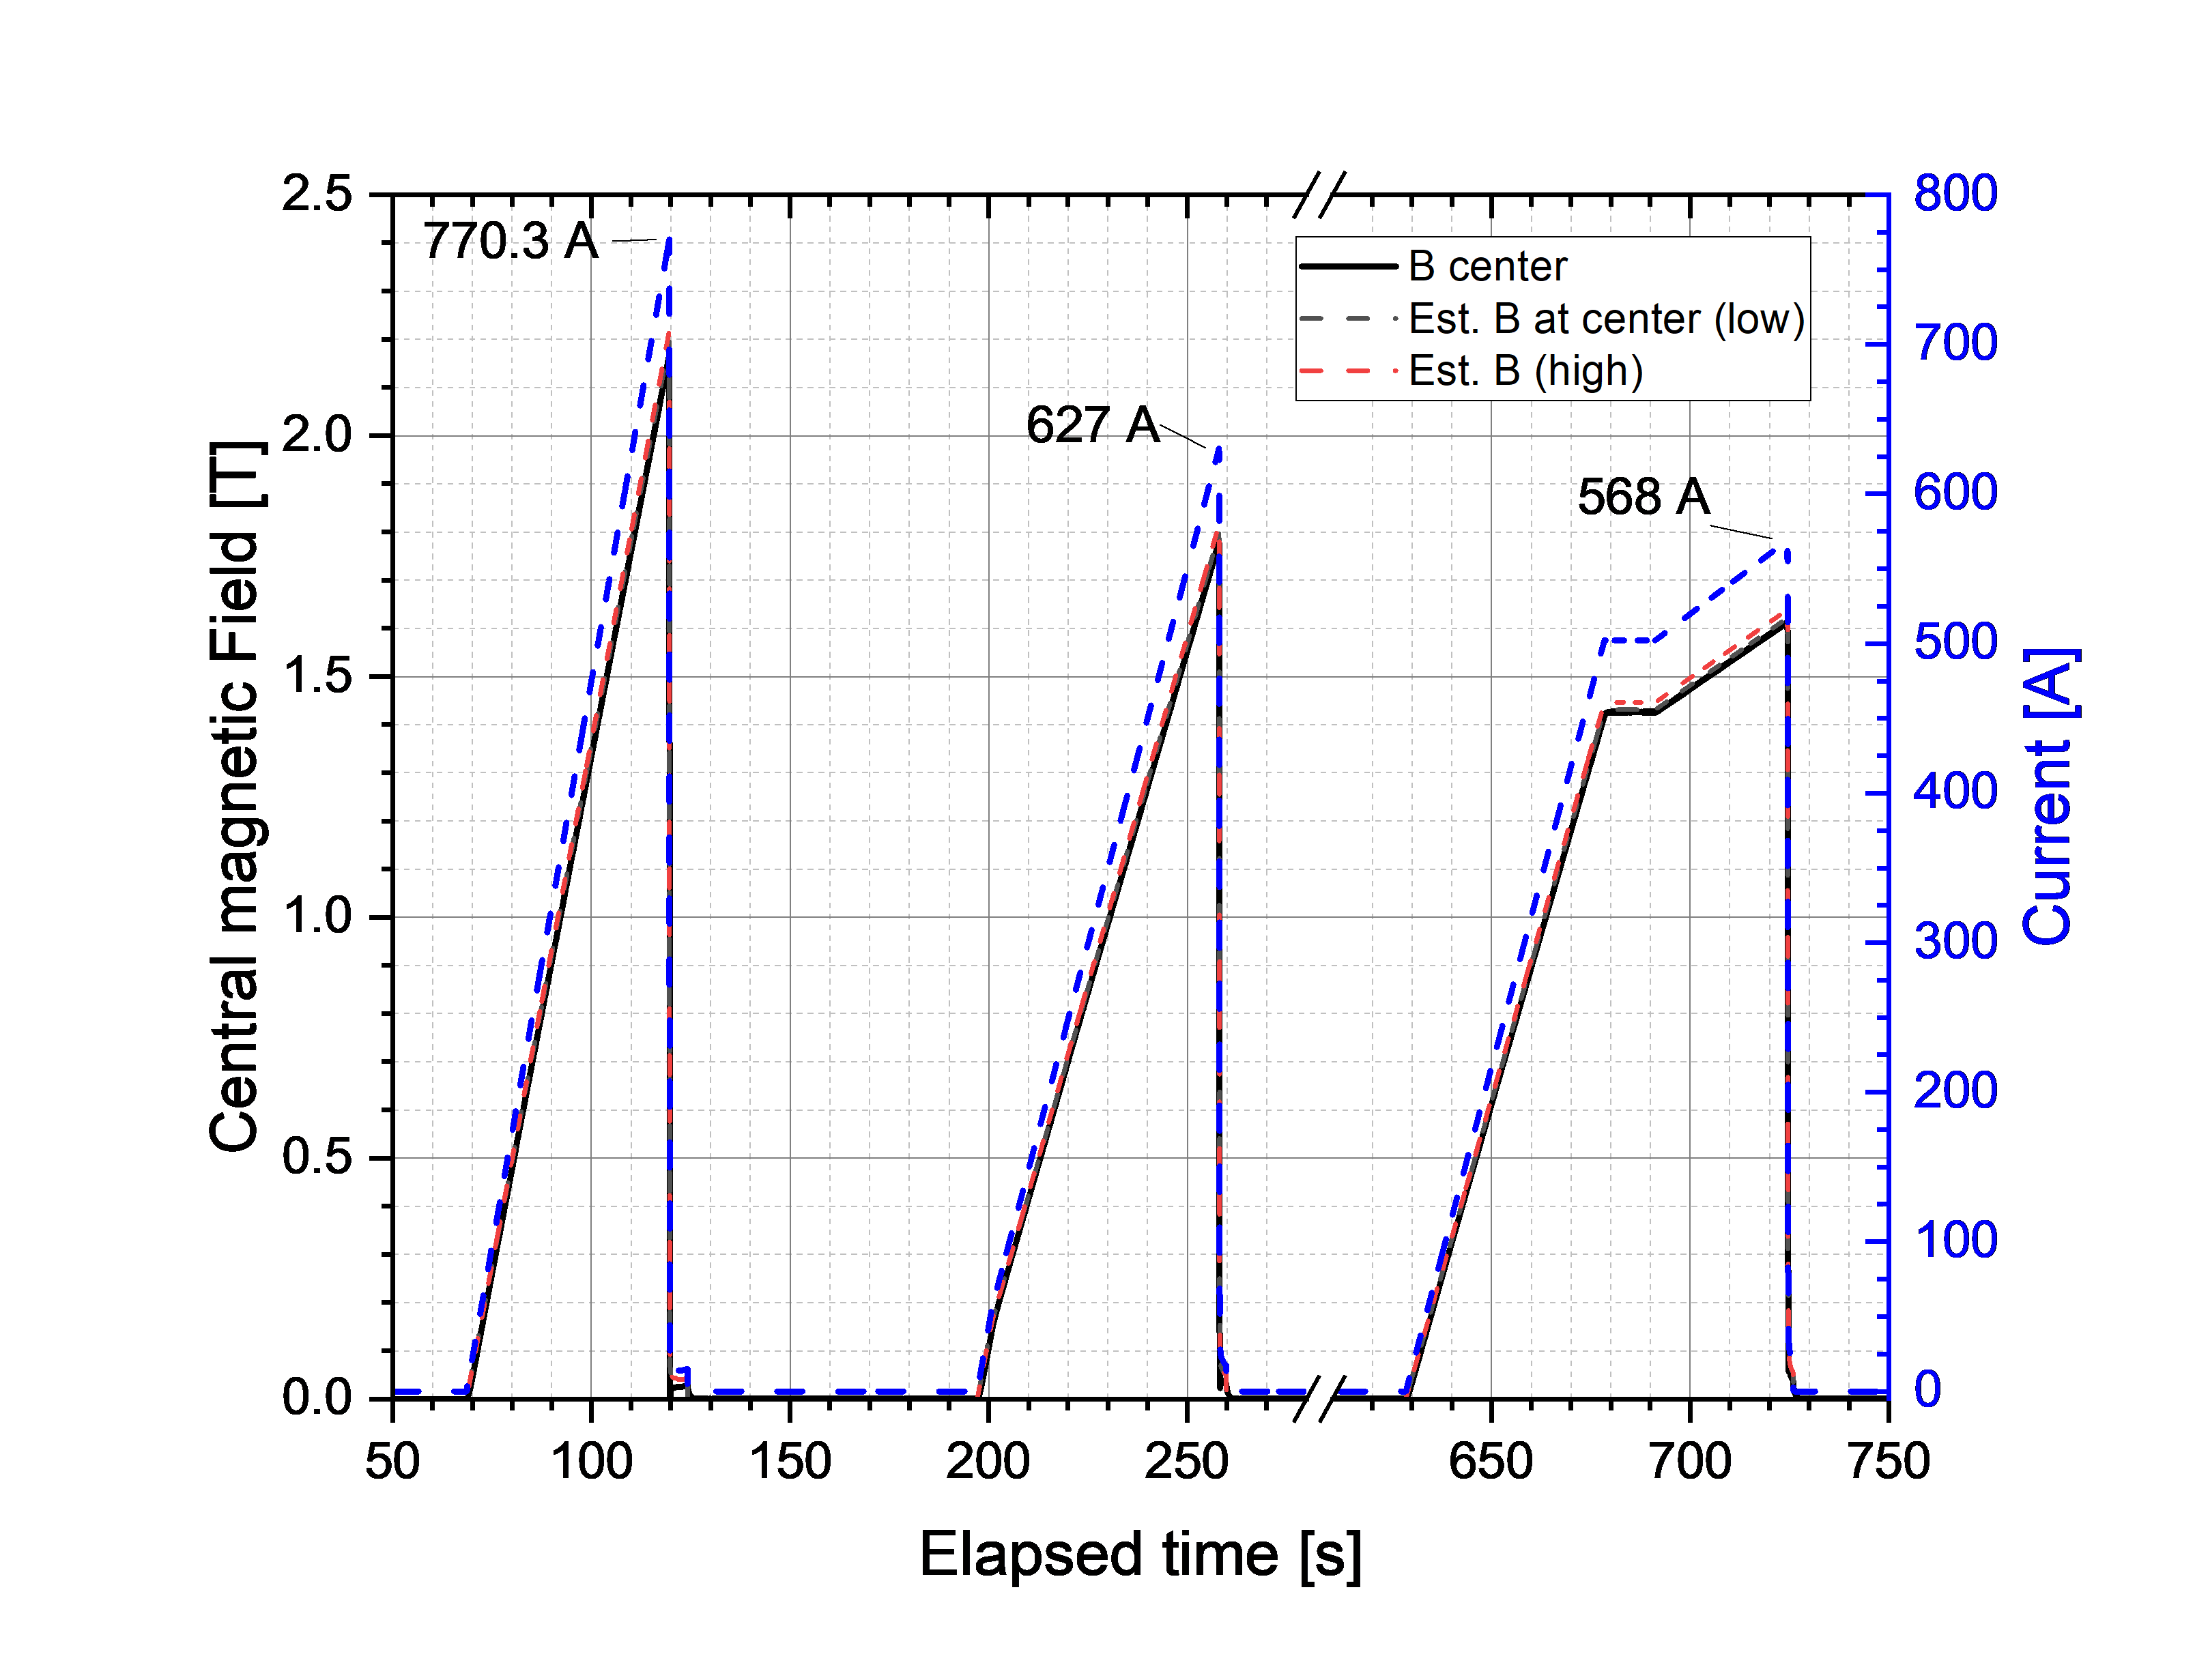 2.5
2.0
1.5
1.0
0.5
0.0
Central magnetic Field [T]
770.3 A
627 A
568 A
B center
Est. B at center (low)
Est. B (high)
800
700
600
500
400
300
200
100
0
Current [A]
50 100 150 200 250 650 700 750
Elapsed time [s]